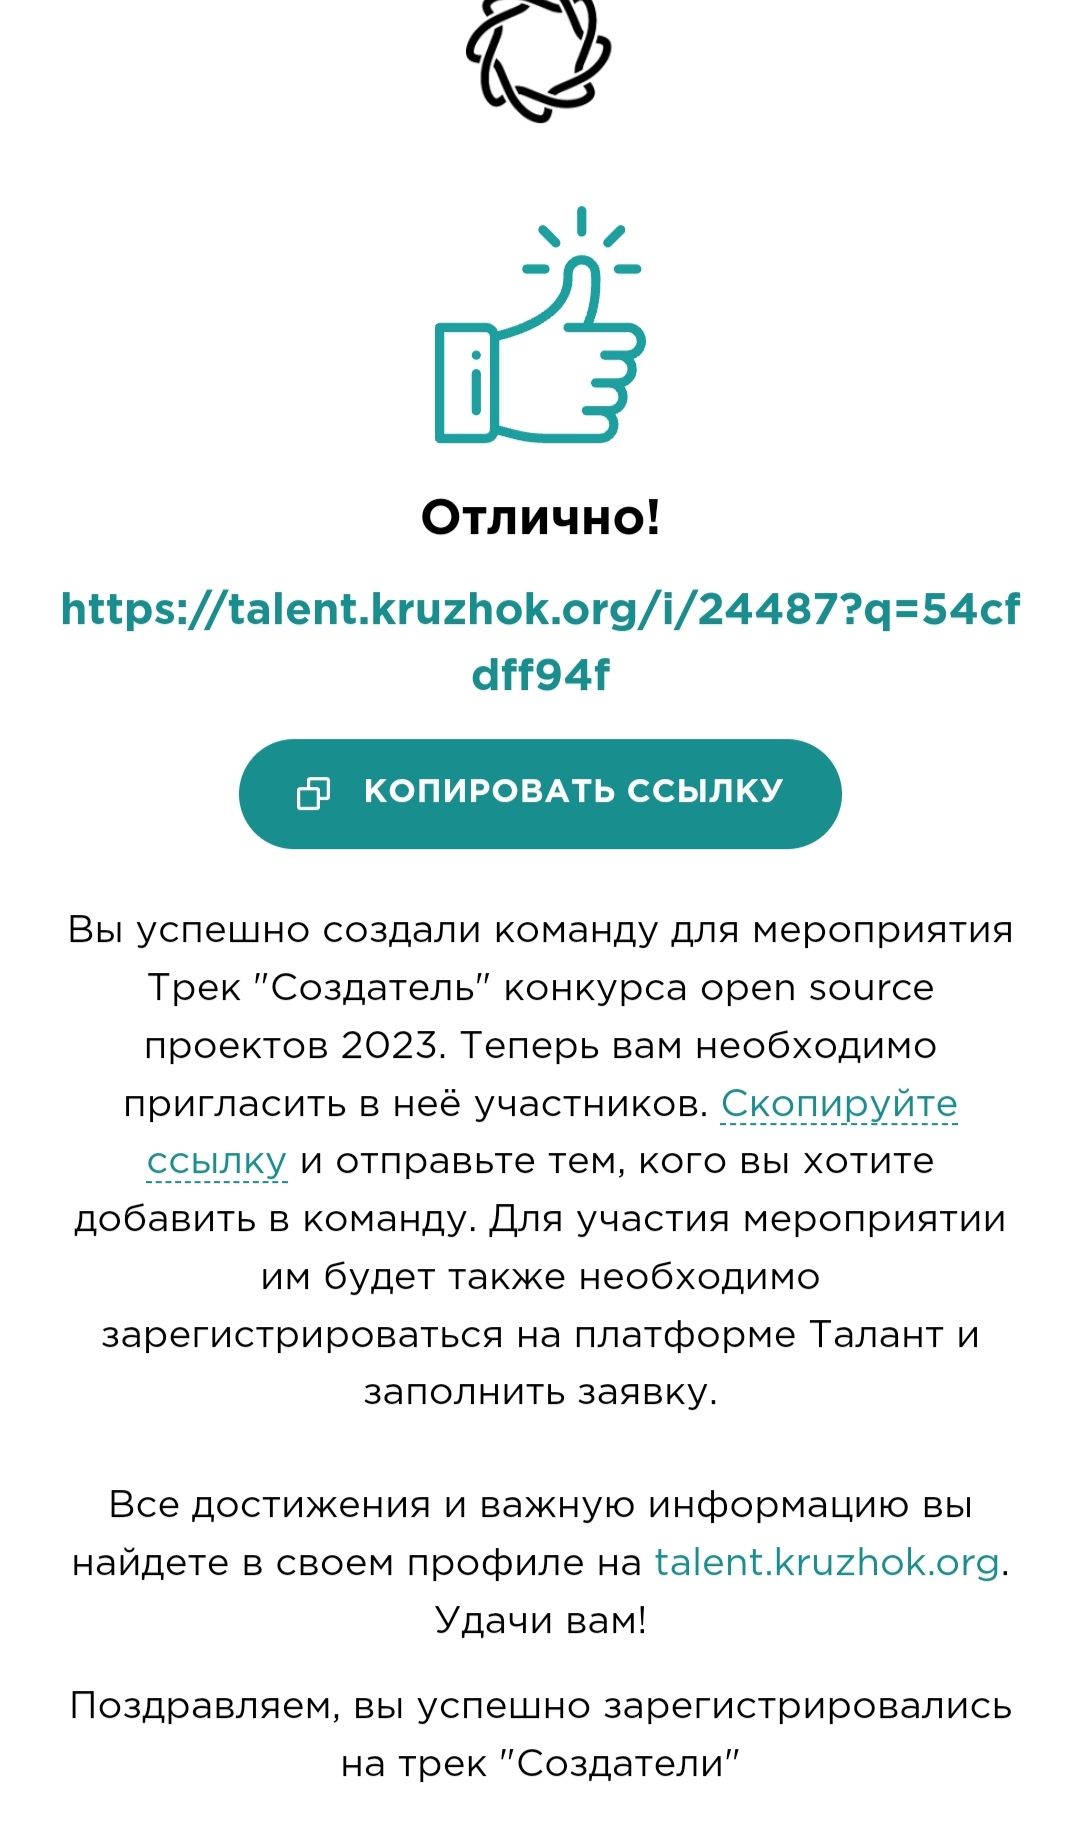 Отлично!
https://talent.kruzhok.org/i/24487?q=54cf
dff94f
КОПИРОВАТЬ ССЫЛКУ
Вы успешно создали команду для мероприятия
Трек "Создатель" конкурса open source
проектов 2023. Теперь вам необходимо
пригласить в неё участников. Скопируйте
ссылку и отправьте тем, кого вы хотите
добавить в команду. Для участия мероприятии
им будет также необходимо
зарегистрироваться на платформе Талант и
заполнить заявку.
Все достижения и важную информацию вы
найдете в своем профиле на talent.kruzhok.org.
Удачи вам!
Поздравляем, вы успешно зарегистрировались
на трек "Создатели"